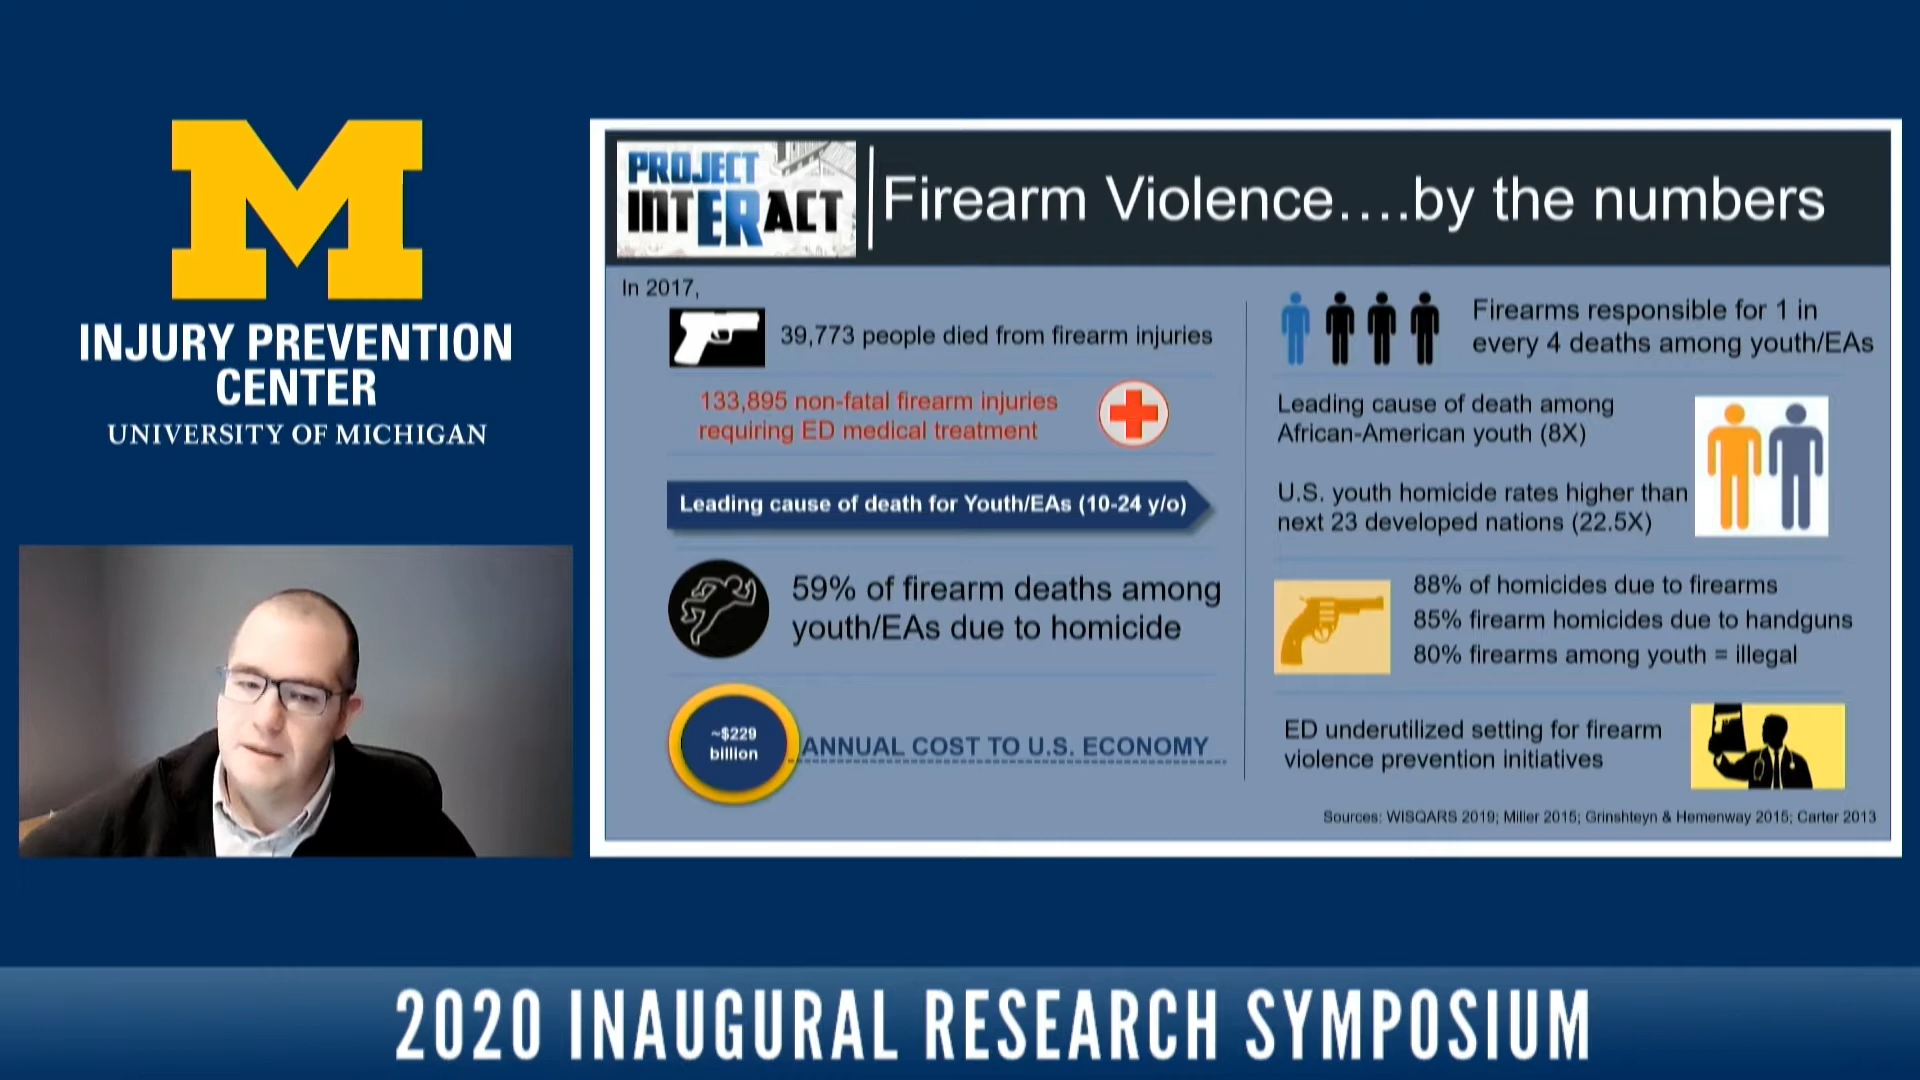 M
INJURY PREVENTION
CENTER
UNIVERSITY OF MICHIGAN
PROJECT
INTERACT
Firearm Violence....by the numbers
In 2017,
39,773 people died from firearm injuries
133,895 non-fatal firearm injuries
requiring ED medical treatment
Leading cause of death for Youth/EAs (10-24 y/o)
59% of firearm deaths among
youth/EAs due to homicide
~$229
billion
ANNUAL COST TO U.S. ECONOMY
Firearms responsible for 1 in
every 4 deaths among youth/EAs
Leading cause of death among
African-American youth (8X)
U.S. youth homicide rates higher than
next 23 developed nations (22.5X)
88% of homicides due to firearms
85% firearm homicides due to handguns
80% firearms among youth = illegal
ED underutilized setting for firearm
violence prevention initiatives
Sources: WISQARS 2019; Miller 2015; Grinshteyn & Hemenway 2015; Carter 2013
2020 INAUGURAL RESEARCH SYMPOSIUM